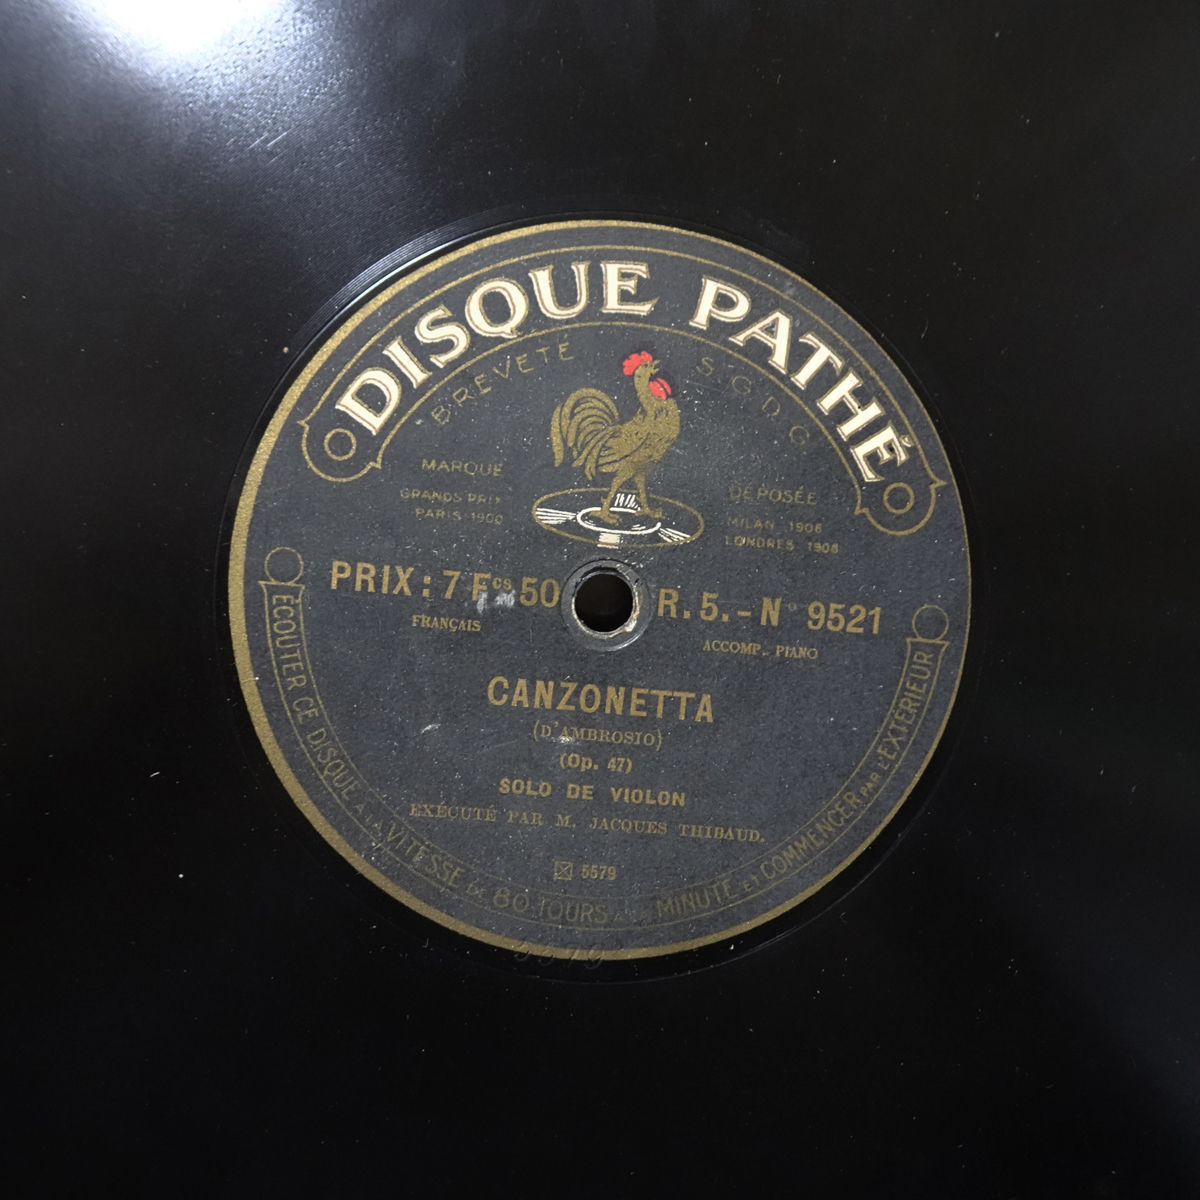 DISQUE PATHÉ
BREVETÉ S.G.D.G.
MARQUE DÉPOSÉE
GRANDS PRIX
PARIS 1900
MILAN 1906
LONDRES 1908
PRIX : 7 Fcs 50
R. 5. - N° 9521
FRANÇAIS
ACCOMP. PIANO
CANZONETTA
(D'AMBROSIO)
(Op. 47)
SOLO DE VIOLON
EXÉCUTÉ PAR M. JACQUES THIBAUD.
5579
ÉCOUTER CE DISQUE A LA VITESSE DE 80 TOURS A LA MINUTE ET COMMENCER PAR L'EXTÉRIEUR
5579